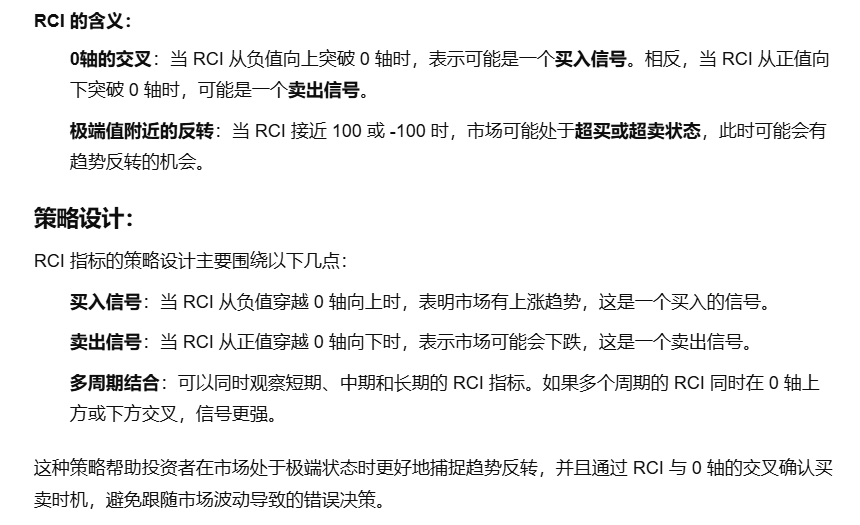 RCI 的含义：
0轴的交叉：当 RCI 从负值向上突破 0 轴时，表示可能是一个买入信号。相反，当 RCI 从正值向
下突破 0 轴时，可能是一个卖出信号。
极端值附近的反转：当 RCI 接近 100 或 -100 时，市场可能处于超买或超卖状态，此时可能会有
趋势反转的机会。
策略设计：
RCI 指标的策略设计主要围绕以下几点：
买入信号：当 RCI 从负值穿越 0 轴向上时，表明市场有上涨趋势，这是一个买入的信号。
卖出信号：当 RCI 从正值穿越 0 轴向下时，表示市场可能会下跌，这是一个卖出信号。
多周期结合：可以同时观察短期、中期和长期的 RCI 指标。如果多个周期的 RCI 同时在 0 轴上
方或下方交叉，信号更强。
这种策略帮助投资者在市场处于极端状态时更好地捕捉趋势反转，并且通过 RCI 与 0 轴的交叉确认买
卖时机，避免跟随市场波动导致的错误决策。